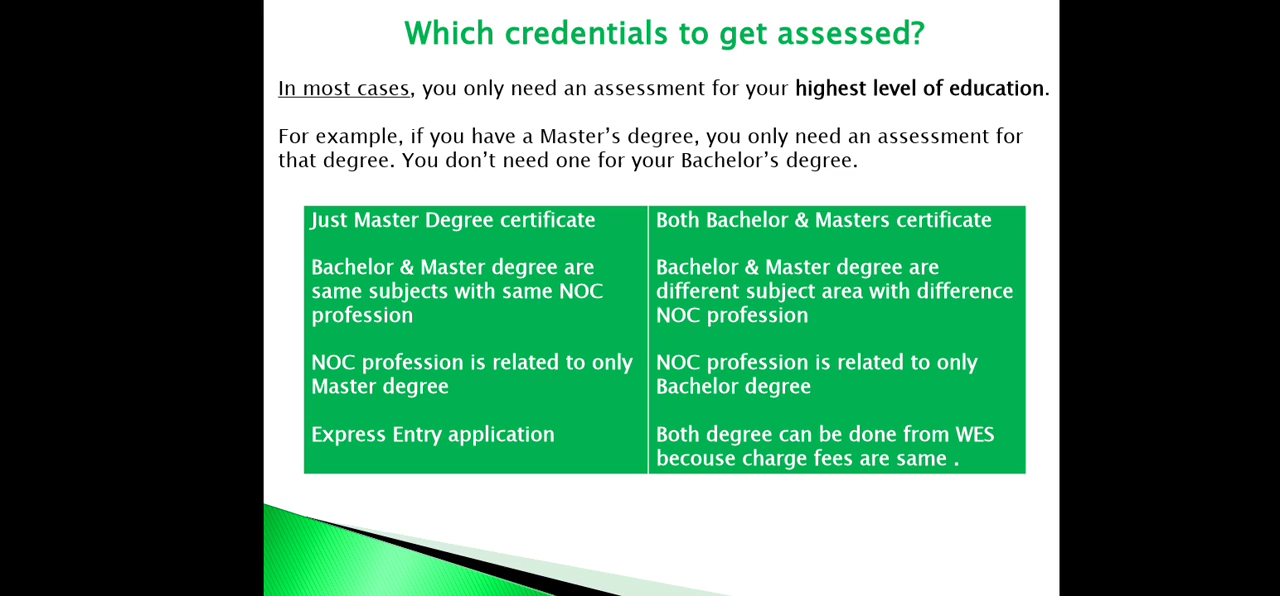 Which credentials to get assessed?
In most cases, you only need an assessment for your highest level of education.
For example, if you have a Master’s degree, you only need an assessment for
that degree. You don’t need one for your Bachelor’s degree.
Just Master Degree certificate
Bachelor & Master degree are
same subjects with same NOC
profession
NOC profession is related to only
Master degree
Express Entry application
Both Bachelor & Masters certificate
Bachelor & Master degree are
different subject area with difference
NOC profession
NOC profession is related to only
Bachelor degree
Both degree can be done from WES
becouse charge fees are same .